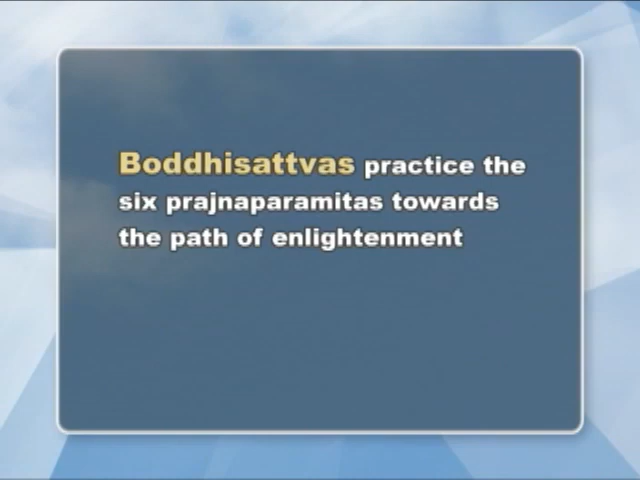 Boddhisattvas practice the
six prajnaparamitas towards
the path of enlightenment